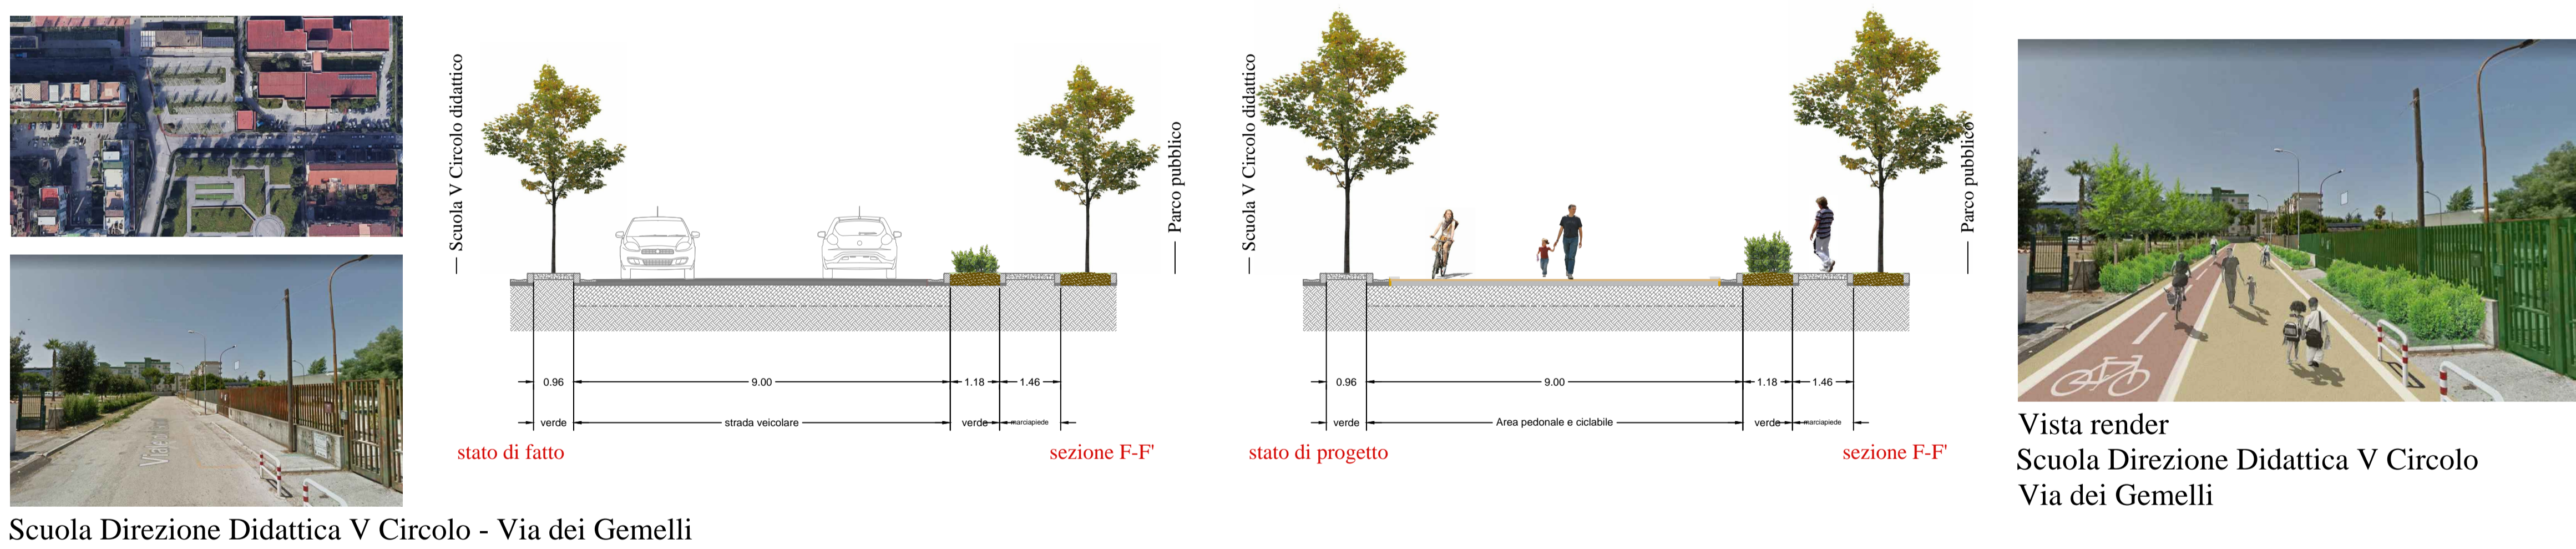 Scuola Direzione Didattica V Circolo - Via dei Gemelli
Scuola V Circolo didattico
Parco pubblico
0.96
9.00
1.18
1.46
verde
strada veicolare
verde
marciapiede
stato di fatto
sezione F-F'
Scuola V Circolo didattico
Parco pubblico
0.96
9.00
1.18
1.46
verde
Area pedonale e ciclabile
verde
marciapiede
stato di progetto
sezione F-F'
Vista render
Scuola Direzione Didattica V Circolo
Via dei Gemelli